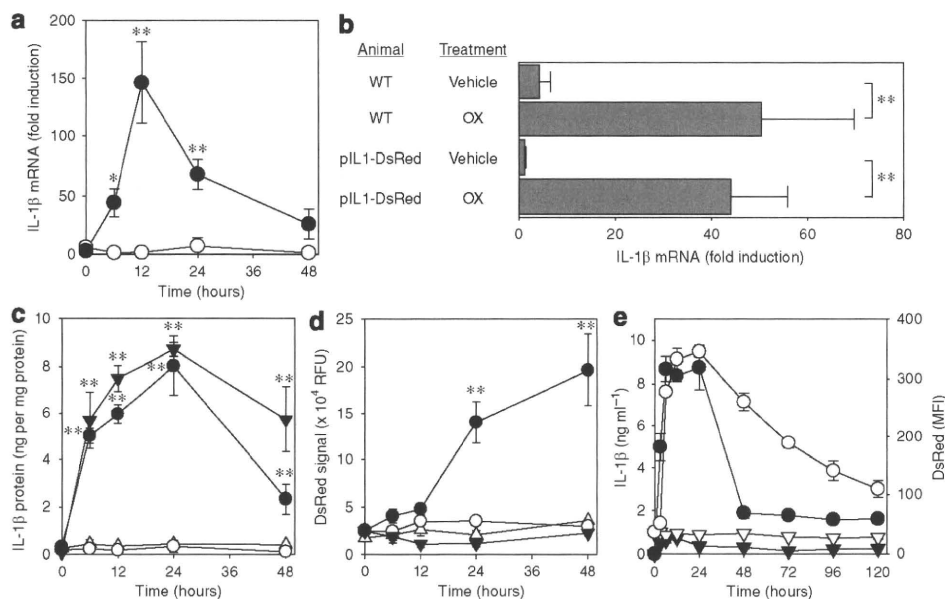 a
IL-1β mRNA (fold induction)
200
150
100
50
0
*
**
**
0 12 24 36 48
Time (hours)
b
Animal Treatment
WT Vehicle
WT OX
pIL1-DsRed Vehicle
pIL1-DsRed OX
**
**
0 20 40 60 80
IL-1β mRNA (fold induction)
c
IL-1β protein (ng per mg protein)
10
8
6
4
2
0
**
**
**
**
**
**
**
**
0 12 24 36 48
Time (hours)
d
DsRed signal (x 10⁴ RFU)
25
20
15
10
5
0
**
**
0 12 24 36 48
Time (hours)
e
IL-1β (ng ml⁻¹)
10
8
6
4
2
0
400
300
200
100
0
DsRed (MFI)
0 24 48 72 96 120
Time (hours)